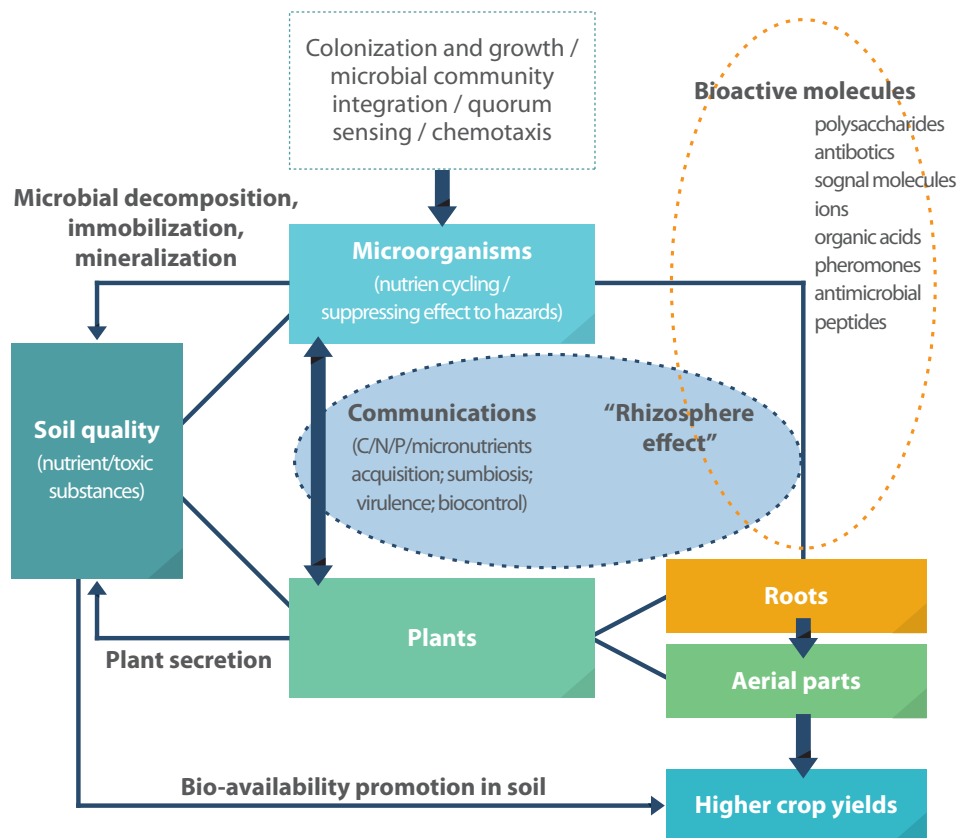 Colonization and growth /
microbial community
integration / quorum
sensing / chemotaxis
Bioactive molecules
polysaccharides
antibotics
sognal molecules
ions
organic acids
pheromones
antimicrobial
peptides
Microbial decomposition,
immobilization,
mineralization
Microorganisms
(nutrien cycling /
suppressing effect to hazards)
Soil quality
(nutrient/toxic
substances)
Communications
(C/N/P/micronutrients
acquisition; sumbiosis;
virulence; biocontrol)
“Rhizosphere
effect”
Plants
Plant secretion
Roots
Aerial parts
Bio-availability promotion in soil
Higher crop yields